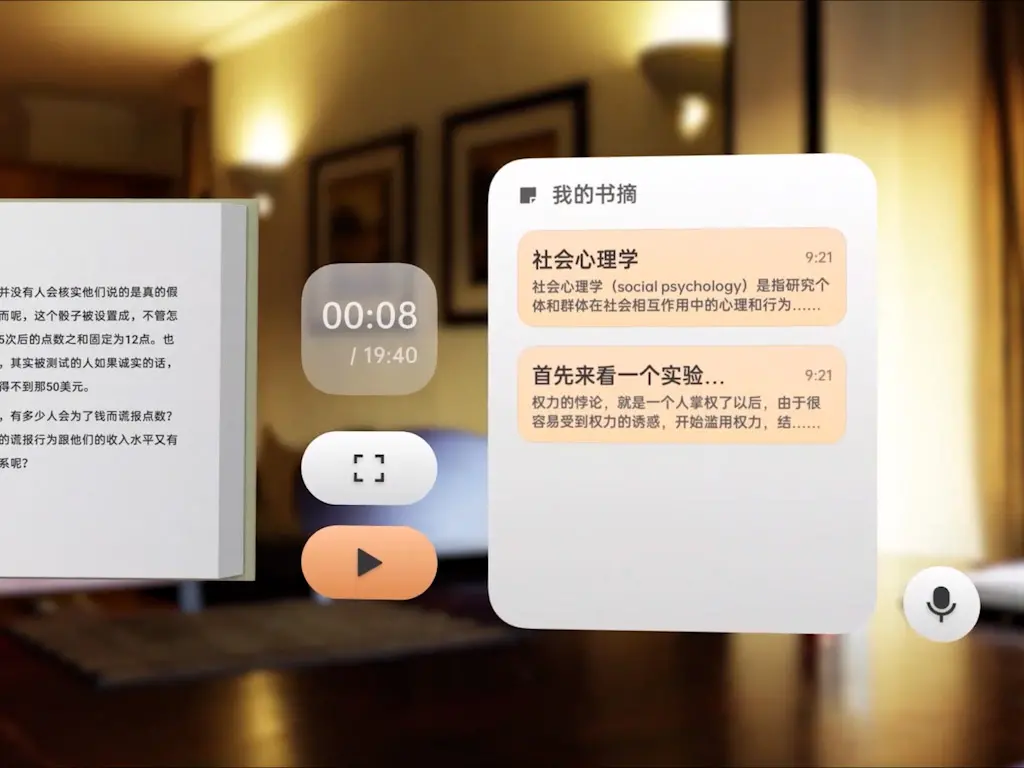 并没有人会核实他们说的是真的假
而呢，这个骰子被设置成，不管怎
5次后的点数之和固定为12点。也
，其实被测试的人如果诚实的话，
得不到那50美元。
，有多少人会为了钱而谎报点数？
的谎报行为跟他们的收入水平又有
系呢？
00:08
/ 19:40
我的书摘
社会心理学
9:21
社会心理学（social psychology）是指研究个
体和群体在社会相互作用中的心理和行为……
首先来看一个实验...
9:21
权力的悖论，就是一个人掌权了以后，由于很
容易受到权力的诱惑，开始滥用权力，结……